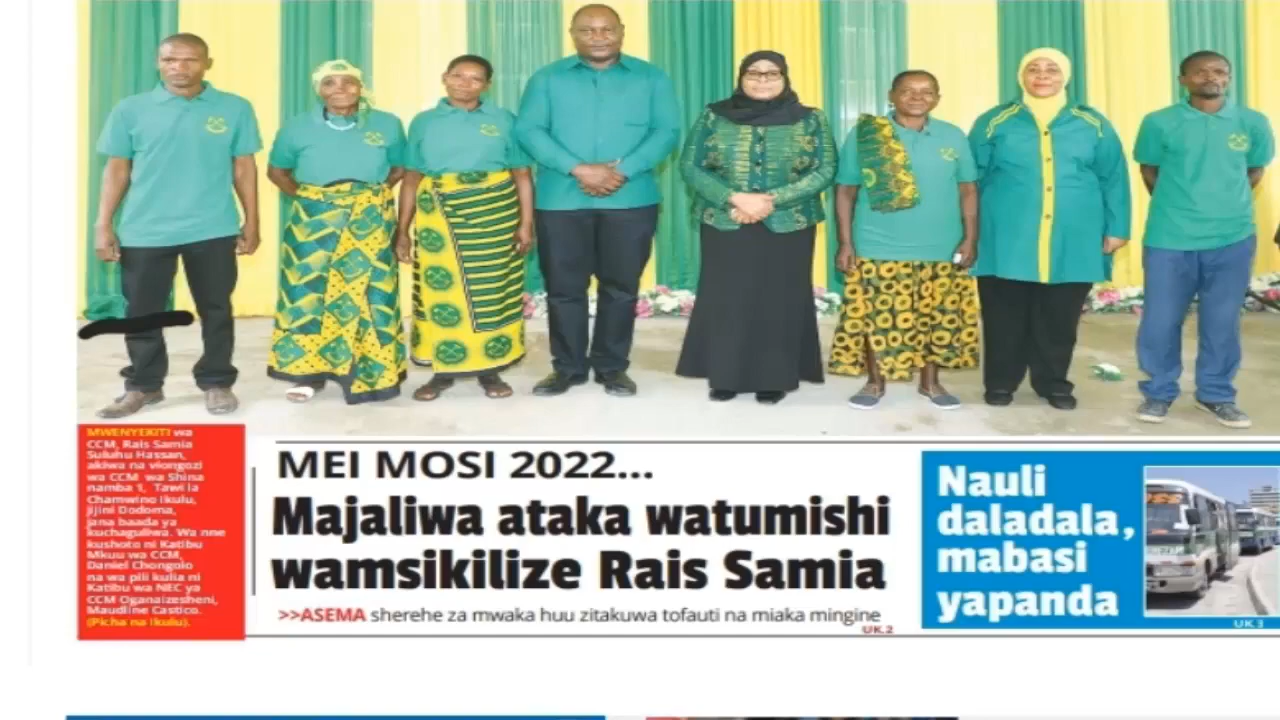 MWENYEKITI wa
CCM, Rais Samia
Suluhu Hassan,
akiwa na viongozi
wa CCM wa Shina
namba 1, Tawi la
Chamwino Ikulu,
jijini Dodoma,
jana baada ya
kuchaguliwa. Wa nne
kushoto ni Katibu
Mkuu wa CCM,
Daniel Chongolo
na wa pili kulia ni
Katibu wa NEC ya
CCM Oganaizesheni,
Maudline Castico.
(Picha na Ikulu).
MEI MOSI 2022...
Majaliwa ataka watumishi
wamsikilize Rais Samia
>>ASEMA sherehe za mwaka huu zitakuwa tofauti na miaka mingine
UK.2
Nauli
daladala,
mabasi
yapanda
UK 3